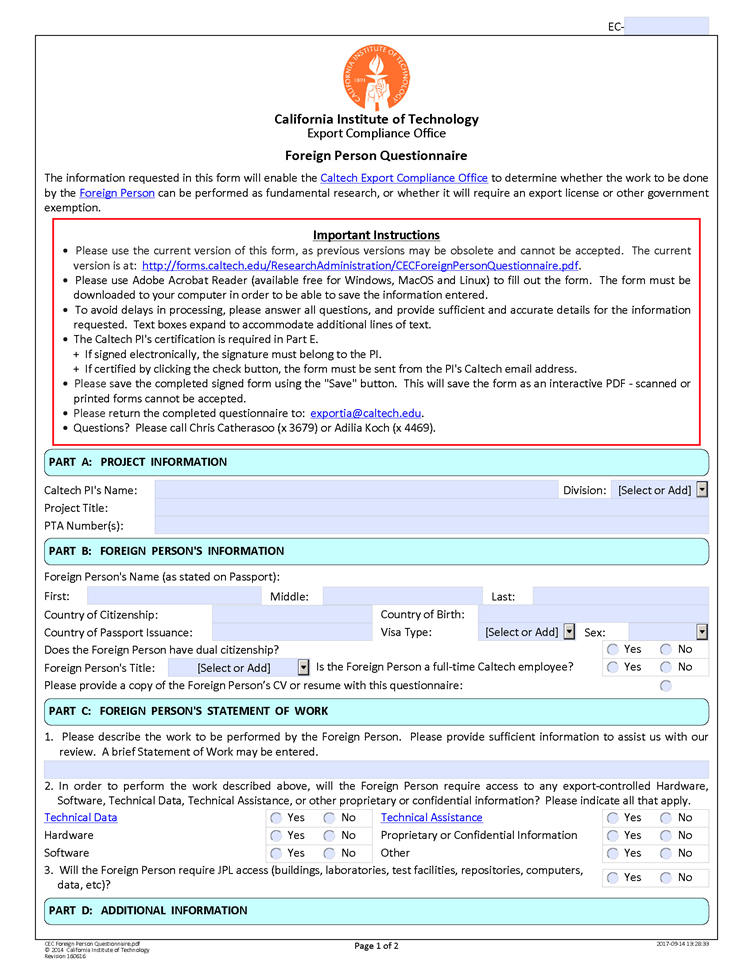 EC-
CALIFORNIA INSTITUTE OF TECHNOLOGY
1891
California Institute of Technology
Export Compliance Office
Foreign Person Questionnaire
The information requested in this form will enable the Caltech Export Compliance Office to determine whether the work to be done
by the Foreign Person can be performed as fundamental research, or whether it will require an export license or other government
exemption.
Important Instructions
• Please use the current version of this form, as previous versions may be obsolete and cannot be accepted. The current
version is at: http://forms.caltech.edu/ResearchAdministration/CECForeignPersonQuestionnaire.pdf.
• Please use Adobe Acrobat Reader (available free for Windows, MacOS and Linux) to fill out the form. The form must be
downloaded to your computer in order to be able to save the information entered.
• To avoid delays in processing, please answer all questions, and provide sufficient and accurate details for the information
requested. Text boxes expand to accommodate additional lines of text.
• The Caltech PI's certification is required in Part E.
+ If signed electronically, the signature must belong to the PI.
+ If certified by clicking the check button, the form must be sent from the PI's Caltech email address.
• Please save the completed signed form using the "Save" button. This will save the form as an interactive PDF - scanned or
printed forms cannot be accepted.
• Please return the completed questionnaire to: exportia@caltech.edu.
• Questions? Please call Chris Catherasoo (x 3679) or Adilia Koch (x 4469).
PART A: PROJECT INFORMATION
Caltech PI's Name: Division: [Select or Add]
Project Title:
PTA Number(s):
PART B: FOREIGN PERSON'S INFORMATION
Foreign Person's Name (as stated on Passport):
First: Middle: Last:
Country of Citizenship: Country of Birth:
Country of Passport Issuance: Visa Type: [Select or Add] Sex:
Does the Foreign Person have dual citizenship? Yes No
Foreign Person's Title: [Select or Add] Is the Foreign Person a full-time Caltech employee? Yes No
Please provide a copy of the Foreign Person's CV or resume with this questionnaire:
PART C: FOREIGN PERSON'S STATEMENT OF WORK
1. Please describe the work to be performed by the Foreign Person. Please provide sufficient information to assist us with our
review. A brief Statement of Work may be entered.
2. In order to perform the work described above, will the Foreign Person require access to any export-controlled Hardware,
Software, Technical Data, Technical Assistance, or other proprietary or confidential information? Please indicate all that apply.
Technical Data Yes No Technical Assistance Yes No
Hardware Yes No Proprietary or Confidential Information Yes No
Software Yes No Other Yes No
3. Will the Foreign Person require JPL access (buildings, laboratories, test facilities, repositories, computers,
data, etc)? Yes No
PART D: ADDITIONAL INFORMATION
CEC Foreign Person Questionnaire.pdf
© 2014 California Institute of Technology
Revision 160616
Page 1 of 2
2017-09-14 13:28:39